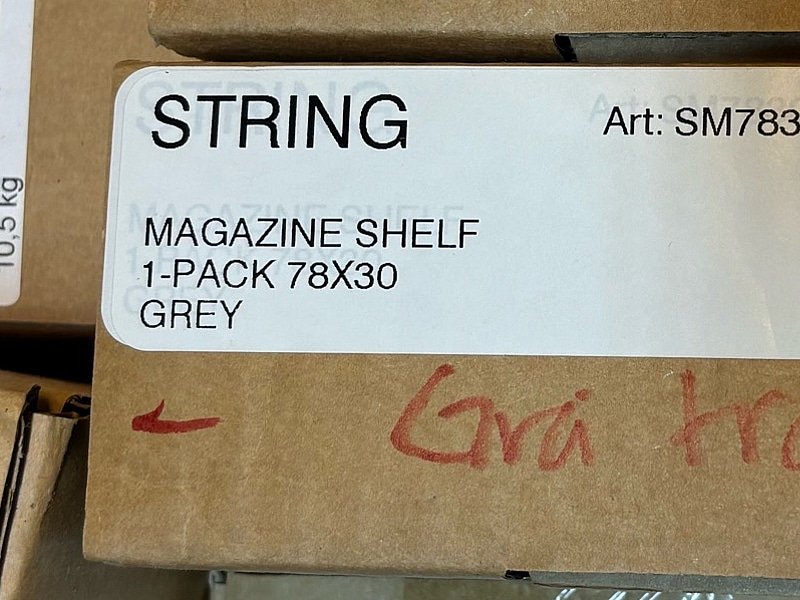 STRING
Art: SM783
MAGAZINE SHELF
1-PACK 78X30
GREY
10,5 kg
Grå